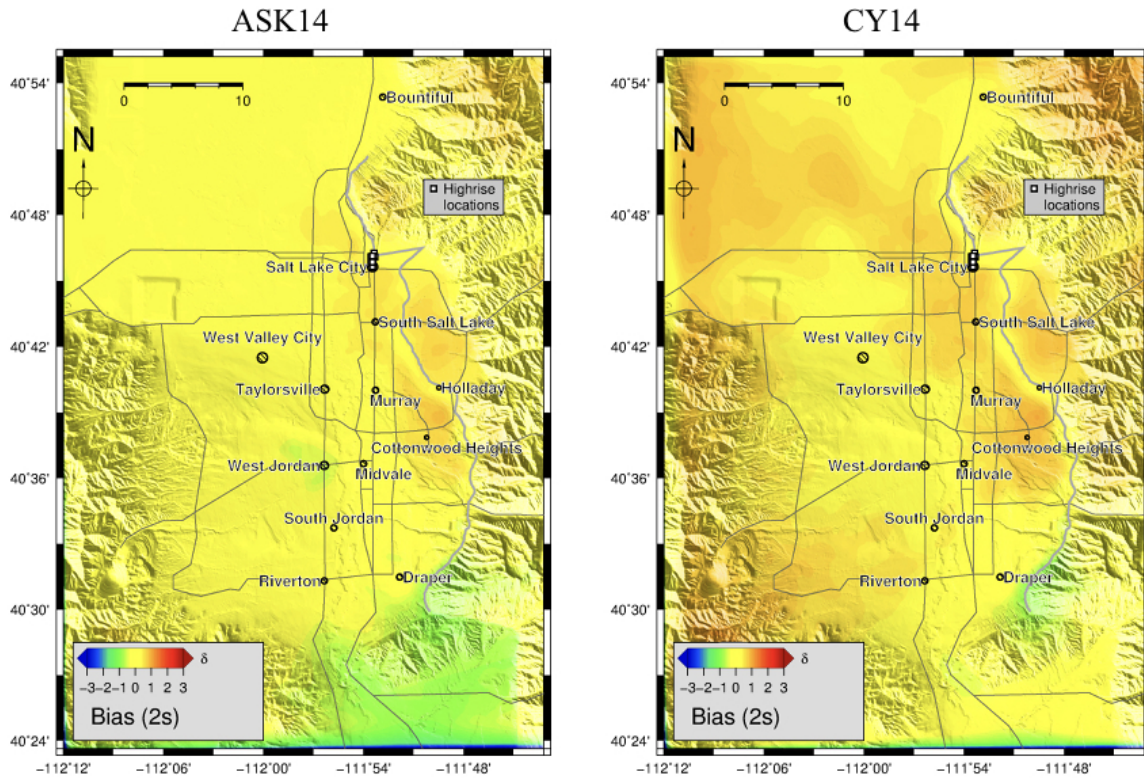 ASK14
CY14
40°54'
40°48'
40°42'
40°36'
40°30'
40°24'
0
10
N
Bountiful
Highrise
locations
Salt Lake City
South Salt Lake
West Valley City
Taylorsville
Holladay
Murray
Cottonwood Heights
West Jordan
Midvale
South Jordan
Riverton
Draper
δ
−3−2−1 0 1 2 3
Bias (2s)
−112°12' −112°06' −112°00' −111°54' −111°48'
0
10
N
Bountiful
Highrise
locations
Salt Lake City
South Salt Lake
West Valley City
Taylorsville
Holladay
Murray
Cottonwood Heights
West Jordan
Midvale
South Jordan
Riverton
Draper
40°54'
40°48'
40°42'
40°36'
40°30'
40°24'
δ
−3−2−1 0 1 2 3
Bias (2s)
−112°12' −112°06' −112°00' −111°54' −111°48'